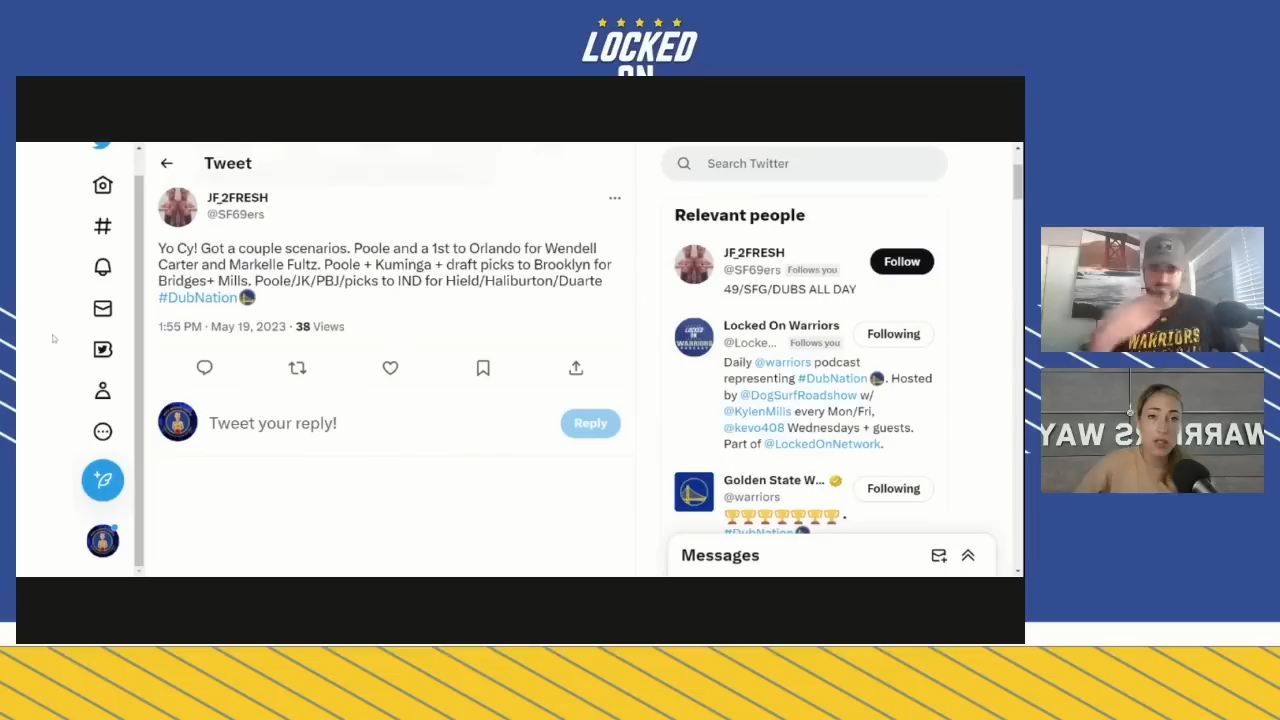 LOCKED
ON
Tweet
JF_2FRESH
@SF69ers
Yo Cy! Got a couple scenarios. Poole and a 1st to Orlando for Wendell
Carter and Markelle Fultz. Poole + Kuminga + draft picks to Brooklyn for
Bridges+ Mills. Poole/JK/PBJ/picks to IND for Hield/Haliburton/Duarte
#DubNation
1:55 PM · May 19, 2023 · 38 Views
Tweet your reply!
Reply
Search Twitter
Relevant people
JF_2FRESH
@SF69ers Follows you
Follow
49/SFG/DUBS ALL DAY
Locked On Warriors
@Locke... Follows you
Following
Daily @warriors podcast
representing #DubNation. Hosted
by @DogSurfRoadshow w/
@KylenMills every Mon/Fri,
@kevo408 Wednesdays + guests.
Part of @LockedOnNetwork.
Golden State W...
@warriors
Following
#DubNation
Messages
WARRIORS